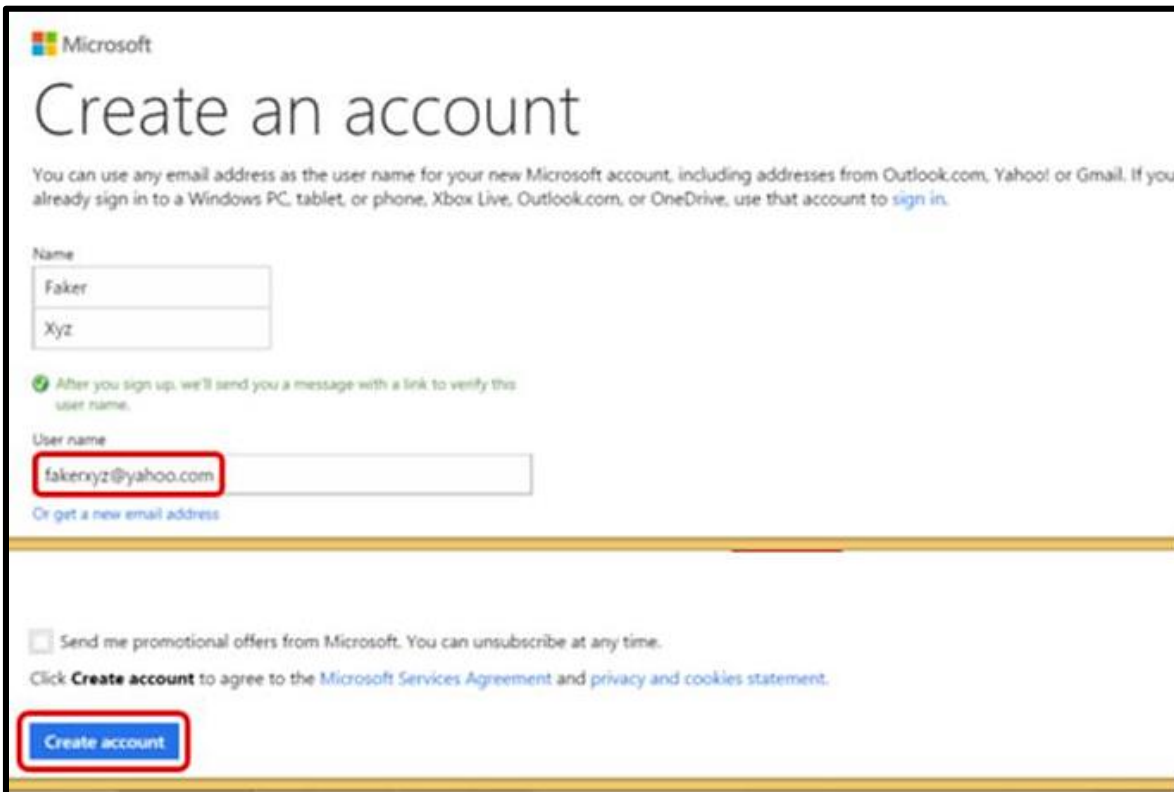 Microsoft
Create an account
You can use any email address as the user name for your new Microsoft account, including addresses from Outlook.com, Yahoo! or Gmail. If you
already sign in to a Windows PC, tablet, or phone, Xbox Live, Outlook.com, or OneDrive, use that account to sign in.
Name
Faker
Xyz
After you sign up, we'll send you a message with a link to verify this
user name.
User name
fakerxyz@yahoo.com
Or get a new email address
Send me promotional offers from Microsoft. You can unsubscribe at any time.
Click Create account to agree to the Microsoft Services Agreement and privacy and cookies statement.
Create account